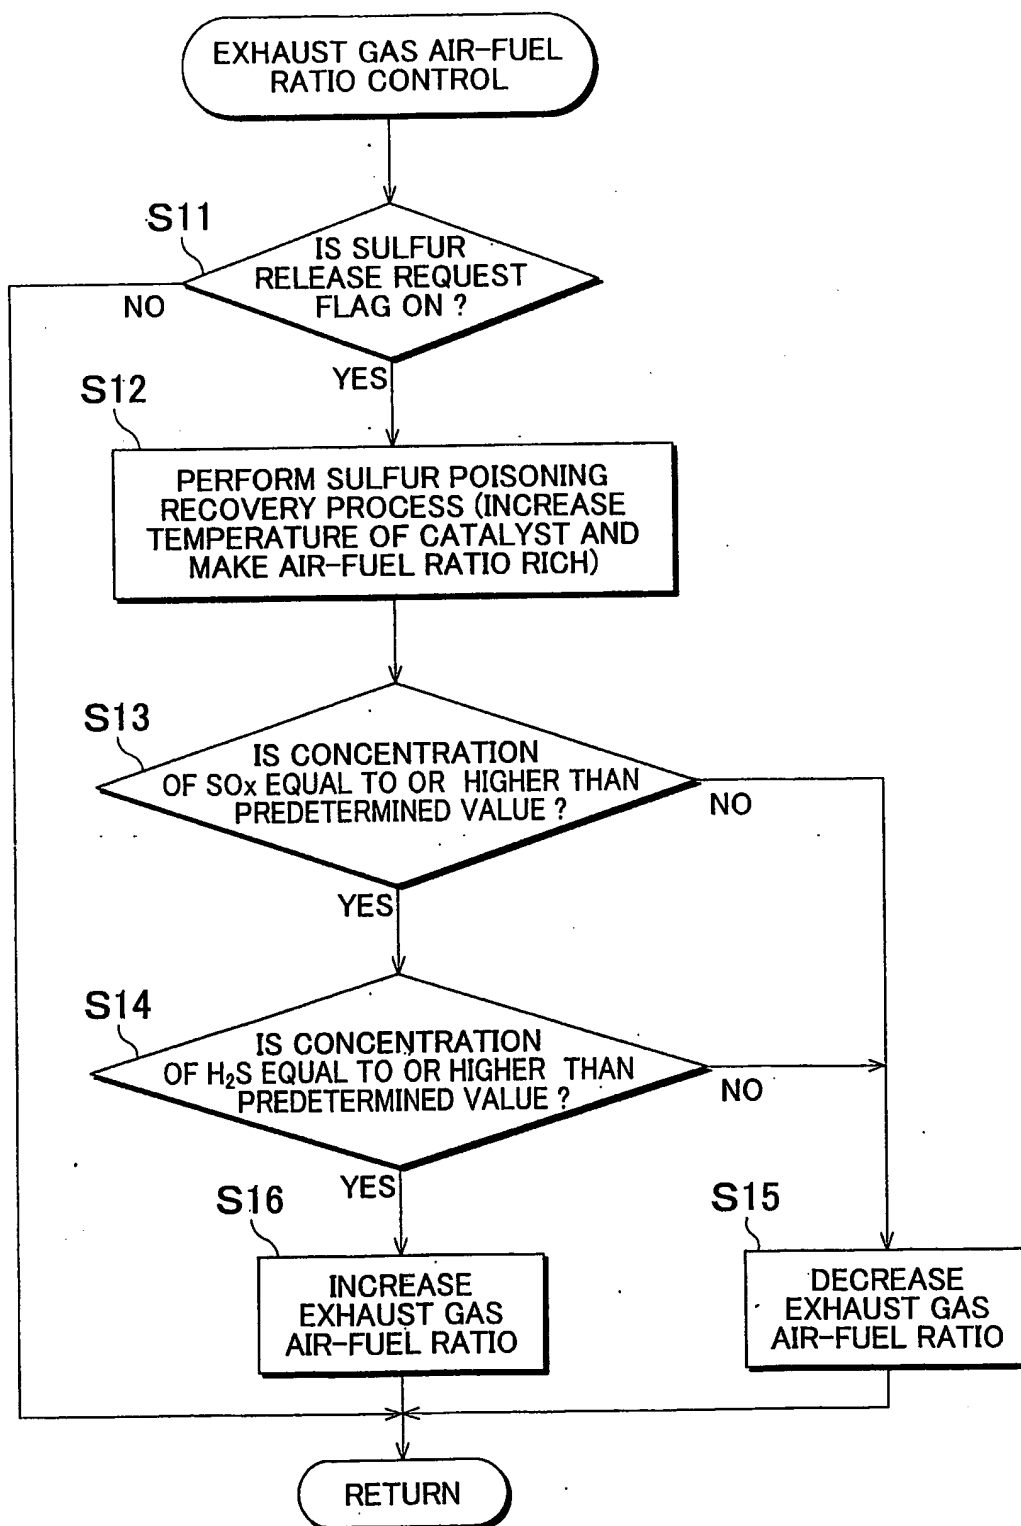 EXHAUST GAS AIR-FUEL
RATIO CONTROL
S11
IS SULFUR
RELEASE REQUEST
FLAG ON ?
NO
YES
S12
PERFORM SULFUR POISONING
RECOVERY PROCESS (INCREASE
TEMPERATURE OF CATALYST AND
MAKE AIR-FUEL RATIO RICH)
S13
IS CONCENTRATION
OF SOx EQUAL TO OR HIGHER THAN
PREDETERMINED VALUE ?
NO
YES
S14
IS CONCENTRATION
OF H₂S EQUAL TO OR HIGHER THAN
PREDETERMINED VALUE ?
NO
YES
S16
INCREASE
EXHAUST GAS
AIR-FUEL RATIO
S15
DECREASE
EXHAUST GAS
AIR-FUEL RATIO
RETURN